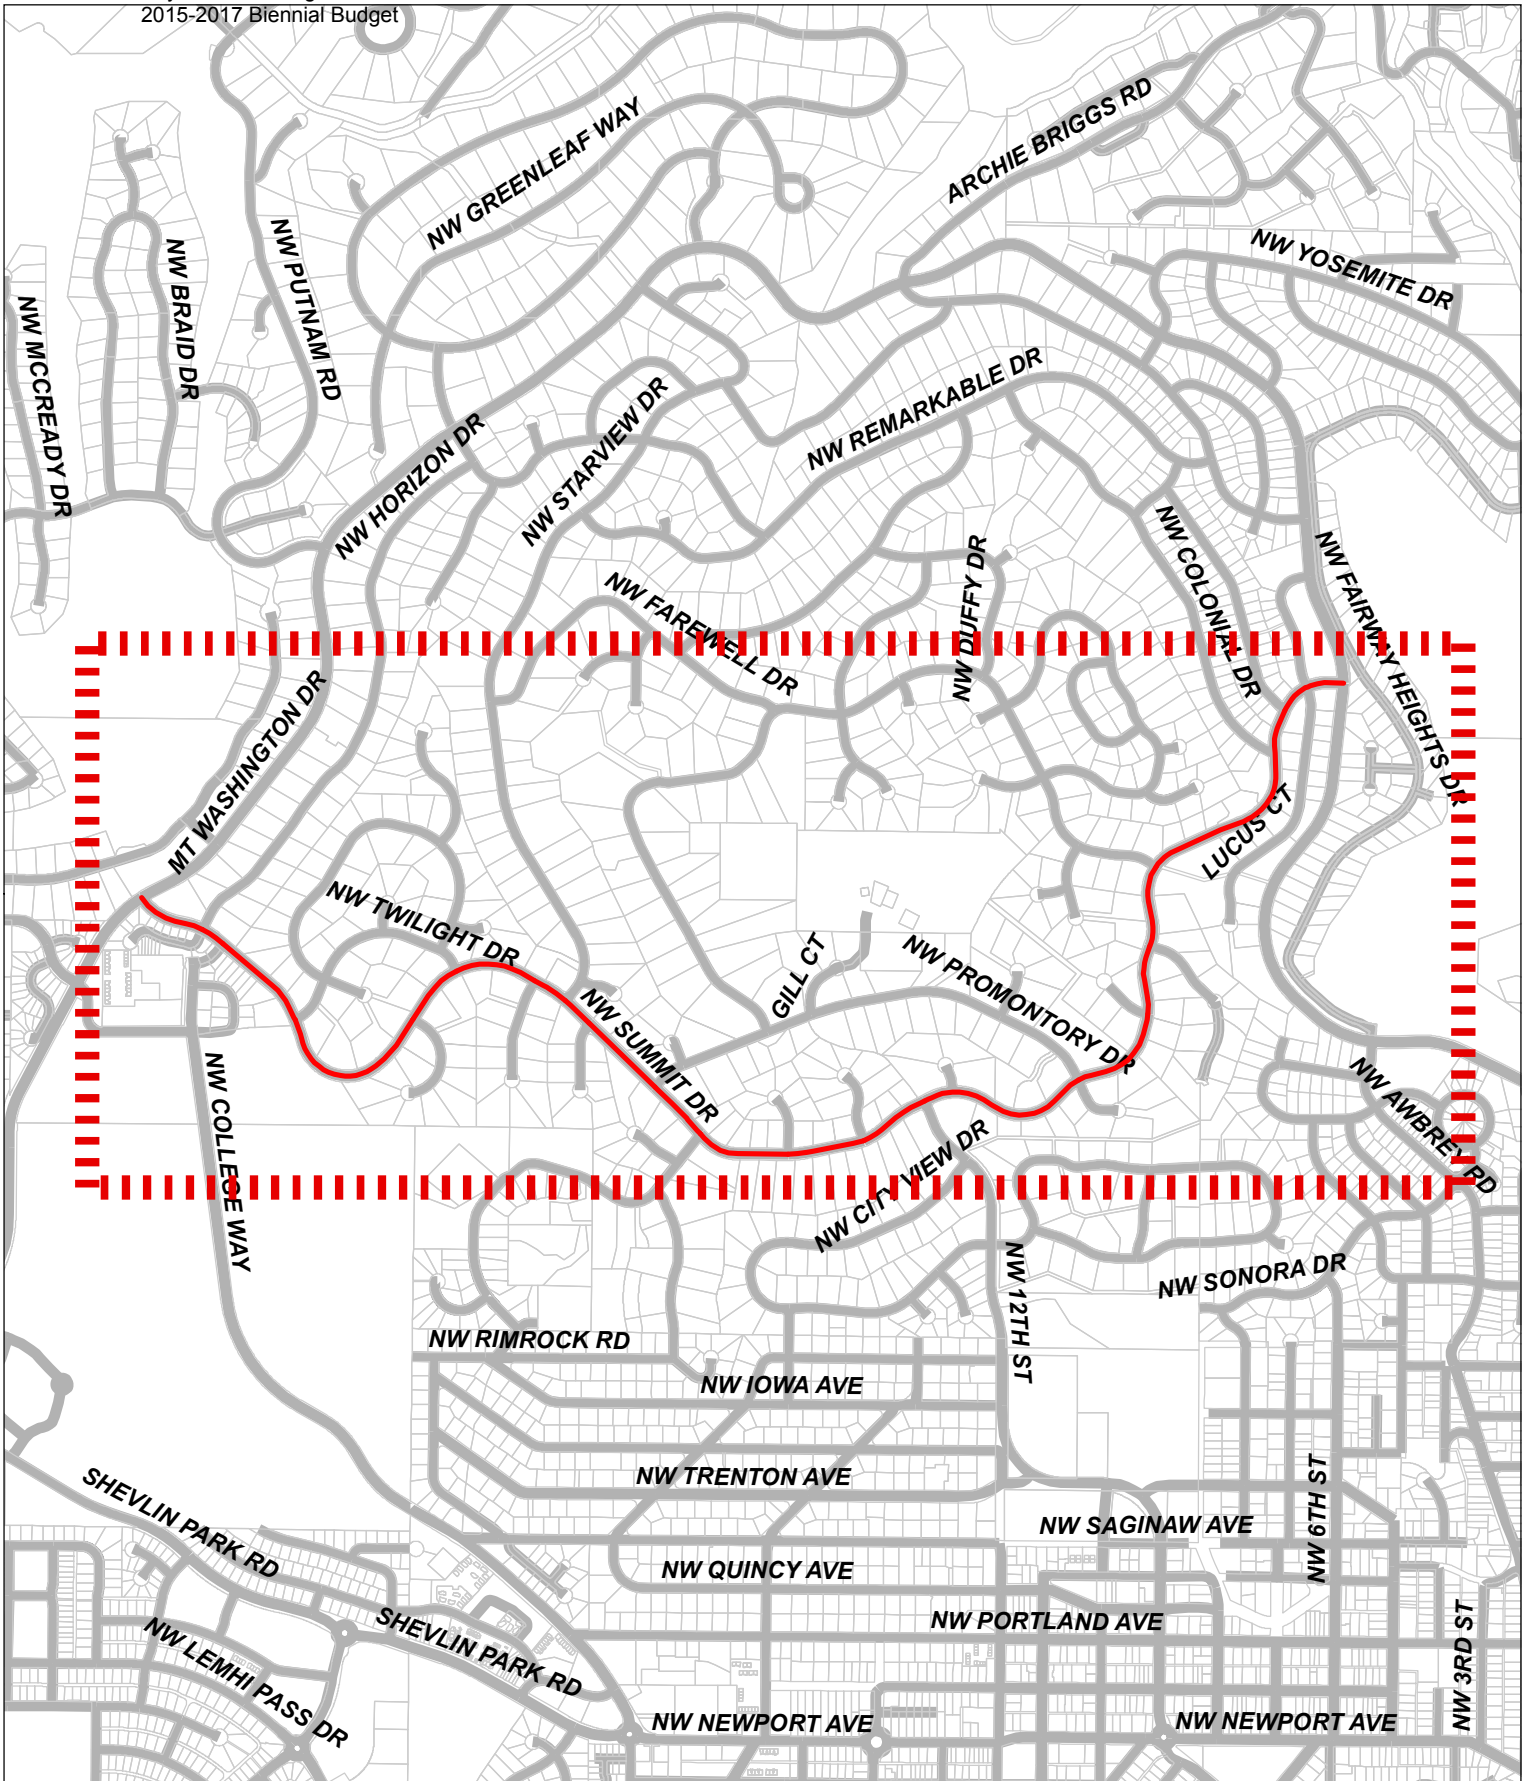 2015-2017 Biennial Budget
NW GREENLEAF WAY
ARCHIE BRIGGS RD
NW YOSEMITE DR
NW PUTNAM RD
NW BRAID DR
NW MCCREADY DR
NW HORIZON DR
NW STARVIEW DR
NW REMARKABLE DR
NW COLONIAL DR
NW FAIRWAY HEIGHTS DR
NW DUFFY DR
NW FAREWELL DR
MT WASHINGTON DR
LUCUS CT
NW TWILIGHT DR
GILL CT
NW PROMONTORY DR
NW SUMMIT DR
NW COLLEGE WAY
NW AWBREY RD
NW CITY VIEW DR
NW 12TH ST
NW SONORA DR
NW RIMROCK RD
NW IOWA AVE
NW TRENTON AVE
NW 6TH ST
SHEVLIN PARK RD
NW SAGINAW AVE
NW QUINCY AVE
NW PORTLAND AVE
NW 3RD ST
NW LEMHI PASS DR
SHEVLIN PARK RD
NW NEWPORT AVE
NW NEWPORT AVE